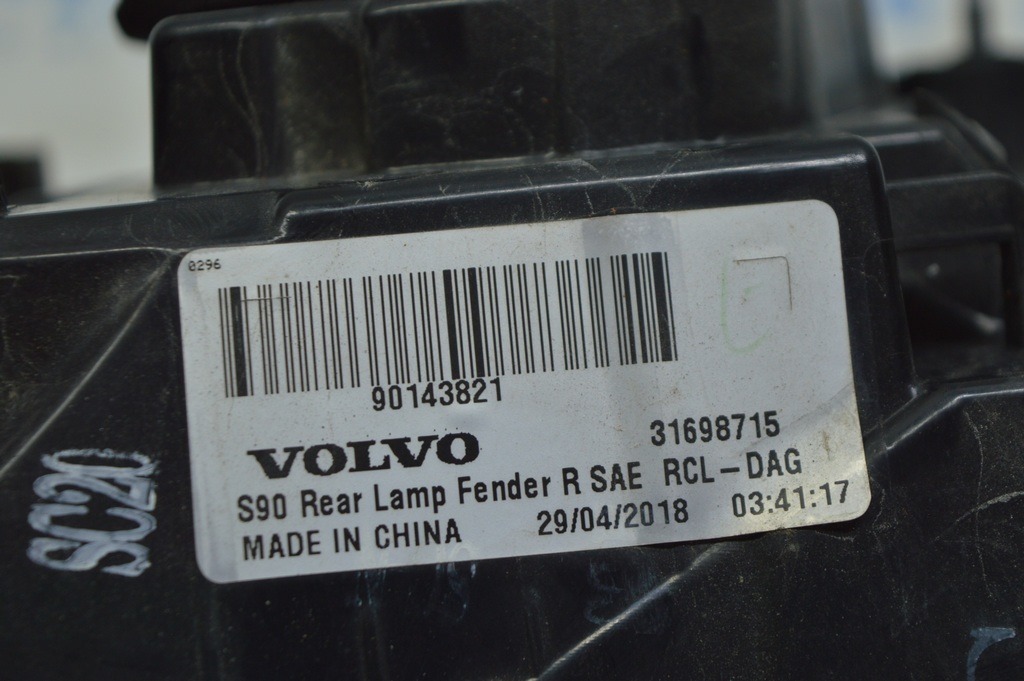 0296
90143821
VOLVO 31698715
S90 Rear Lamp Fender R SAE RCL-DAG
MADE IN CHINA 29/04/2018 03:41:17
SC20